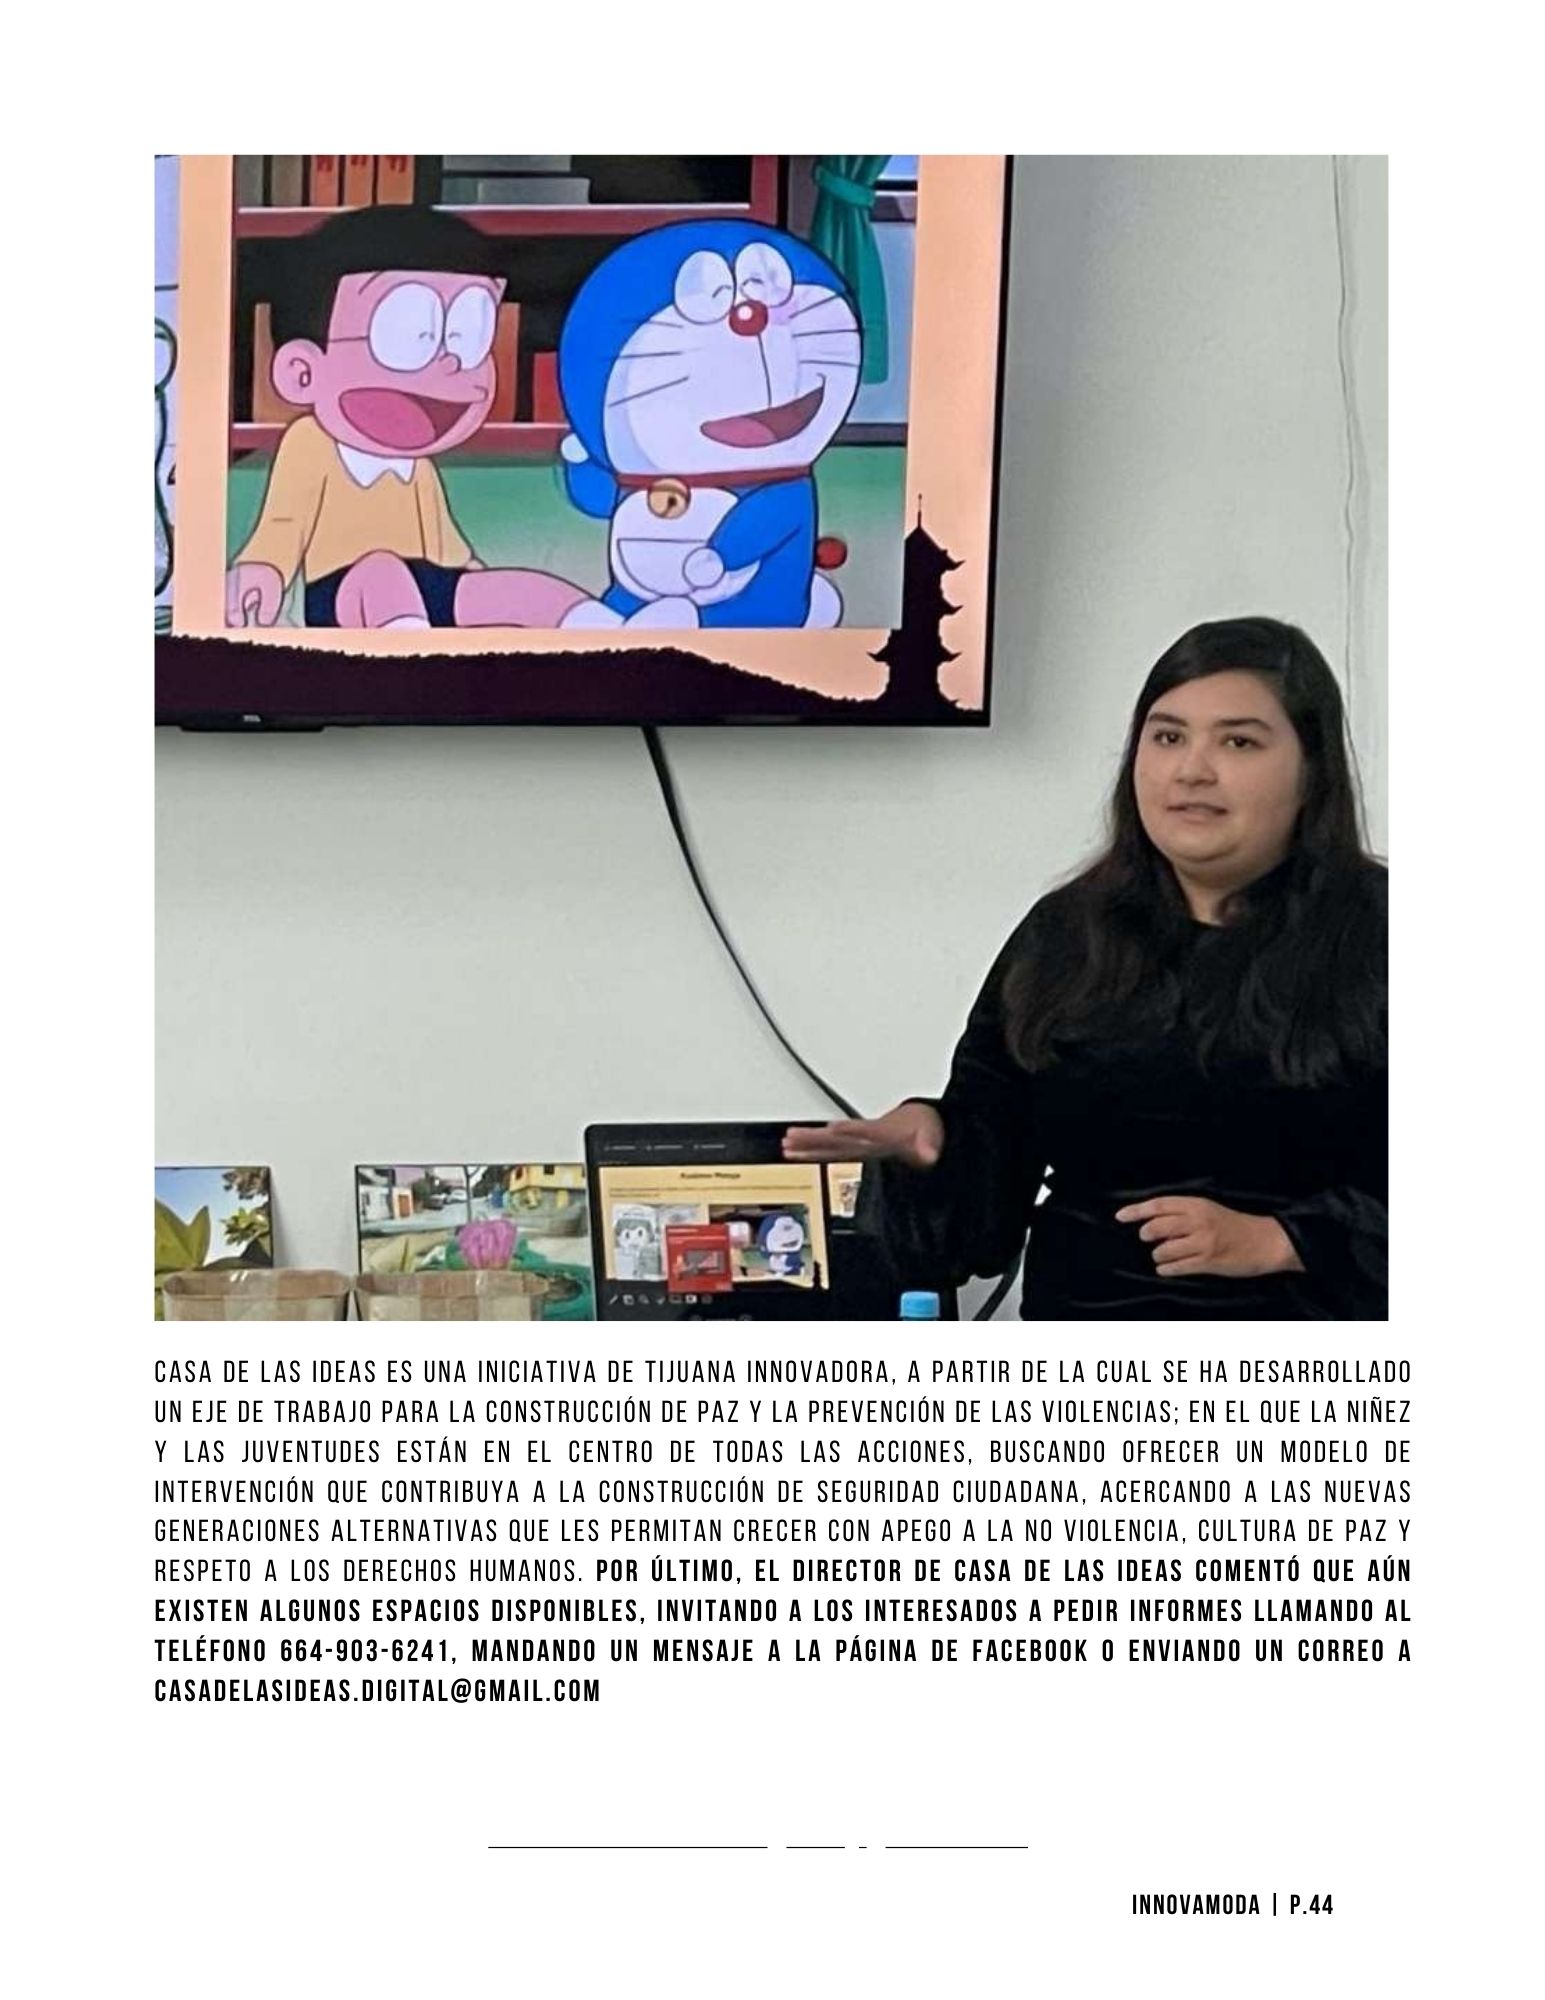 CASA DE LAS IDEAS ES UNA INICIATIVA DE TIJUANA INNOVADORA, A PARTIR DE LA CUAL SE HA DESARROLLADO
UN EJE DE TRABAJO PARA LA CONSTRUCCIÓN DE PAZ Y LA PREVENCIÓN DE LAS VIOLENCIAS; EN EL QUE LA NIÑEZ
Y LAS JUVENTUDES ESTÁN EN EL CENTRO DE TODAS LAS ACCIONES, BUSCANDO OFRECER UN MODELO DE
INTERVENCIÓN QUE CONTRIBUYA A LA CONSTRUCCIÓN DE SEGURIDAD CIUDADANA, ACERCANDO A LAS NUEVAS
GENERACIONES ALTERNATIVAS QUE LES PERMITAN CRECER CON APEGO A LA NO VIOLENCIA, CULTURA DE PAZ Y
RESPETO A LOS DERECHOS HUMANOS. POR ÚLTIMO, EL DIRECTOR DE CASA DE LAS IDEAS COMENTÓ QUE AÚN
EXISTEN ALGUNOS ESPACIOS DISPONIBLES, INVITANDO A LOS INTERESADOS A PEDIR INFORMES LLAMANDO AL
TELÉFONO 664-903-6241, MANDANDO UN MENSAJE A LA PÁGINA DE FACEBOOK O ENVIANDO UN CORREO A
CASADELASIDEAS.DIGITAL@GMAIL.COM
INNOVAMODA | P.44